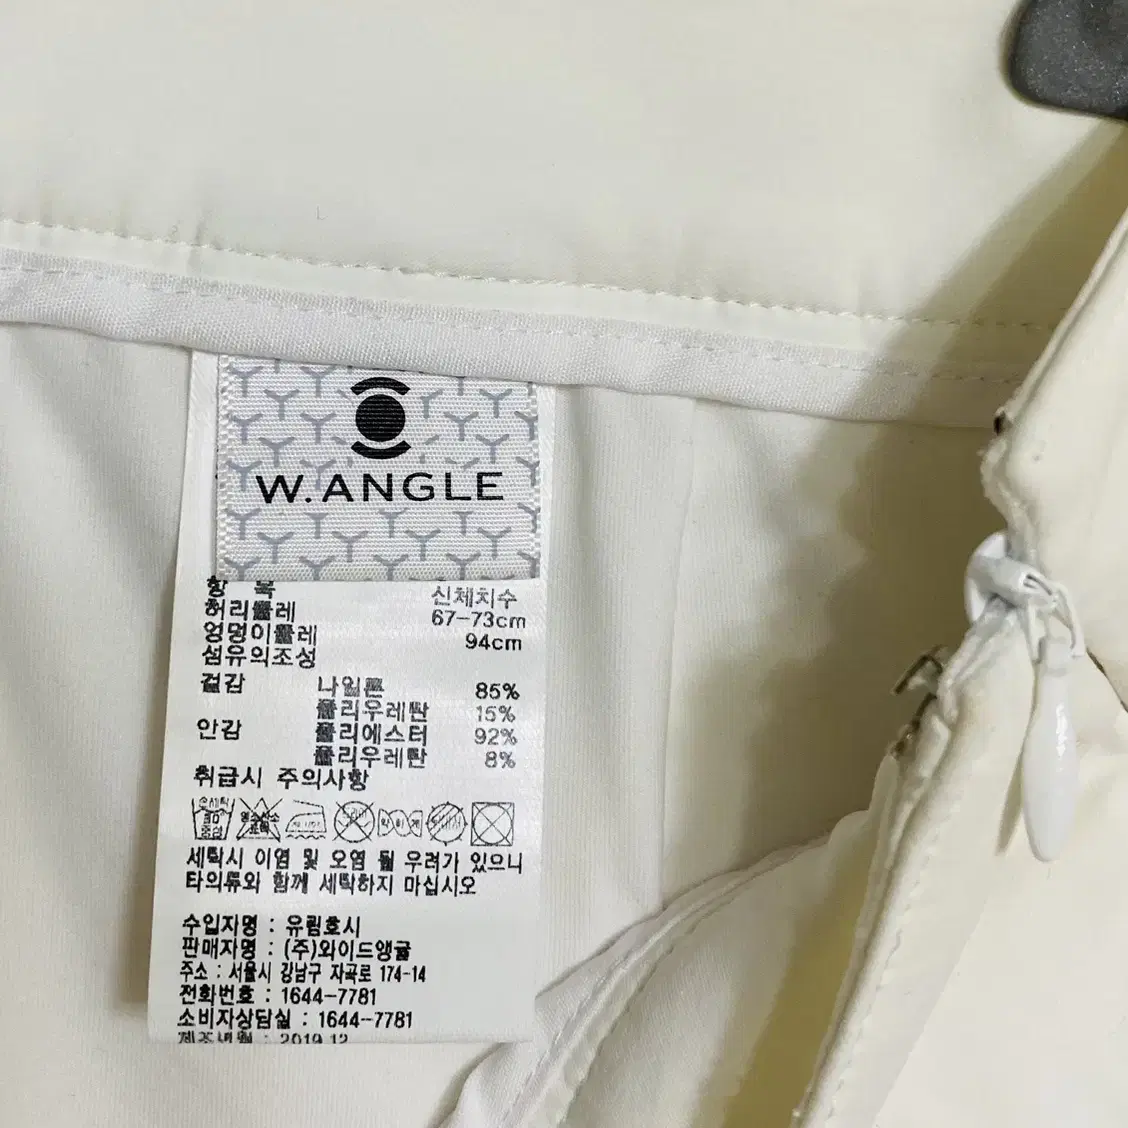 W.ANGLE
항 목
신체치수
허리둘레 67-73cm
엉덩이둘레 94cm
섬유의조성
겉감 나일론 85%
폴리우레탄 15%
안감 폴리에스터 92%
폴리우레탄 8%
취급시 주의사항
세탁시 이염 및 오염 될 우려가 있으니
타의류와 함께 세탁하지 마십시오
수입자명 : 유림호시
판매자명 : (주)와이드앵글
주소 : 서울시 강남구 자곡로 174-14
전화번호 : 1644-7781
소비자상담실 : 1644-7781
제조년월 : 2019.12